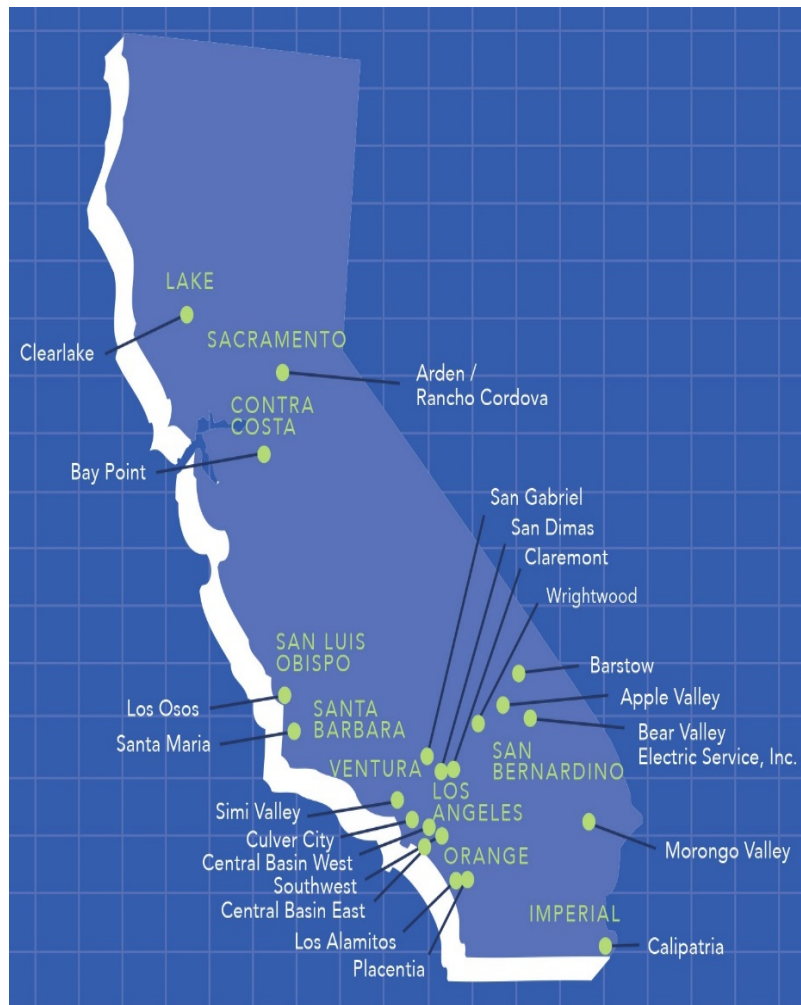 LAKE
Clearlake
SACRAMENTO
Arden /
Rancho Cordova
CONTRA
COSTA
Bay Point
San Gabriel
San Dimas
Claremont
Wrightwood
SAN LUIS
OBISPO
Barstow
Los Osos
Apple Valley
SANTA
BARBARA
Santa Maria
Bear Valley
Electric Service, Inc.
SAN
BERNARDINO
VENTURA
LOS
ANGELES
Simi Valley
Culver City
Central Basin West
Southwest
Central Basin East
ORANGE
Morongo Valley
Los Alamitos
Placentia
IMPERIAL
Calipatria